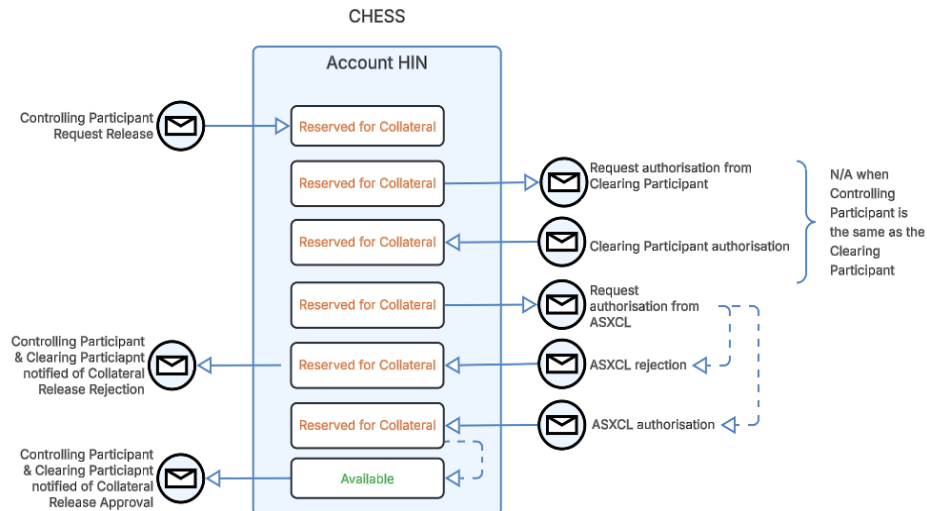 CHESS
Account HIN
Controlling Participant
Request Release
Reserved for Collateral
Reserved for Collateral
Request authorisation from
Clearing Participant
N/A when
Controlling
Participant is
the same as the
Clearing
Participant
Reserved for Collateral
Clearing Participant authorisation
Reserved for Collateral
Request
authorisation from
ASXCL
Controlling Participant
& Clearing Particiapnt
notified of Collateral
Release Rejection
Reserved for Collateral
ASXCL rejection
Reserved for Collateral
ASXCL authorisation
Controlling Participant
& Clearing Particiapnt
notified of Collateral
Release Approval
Available